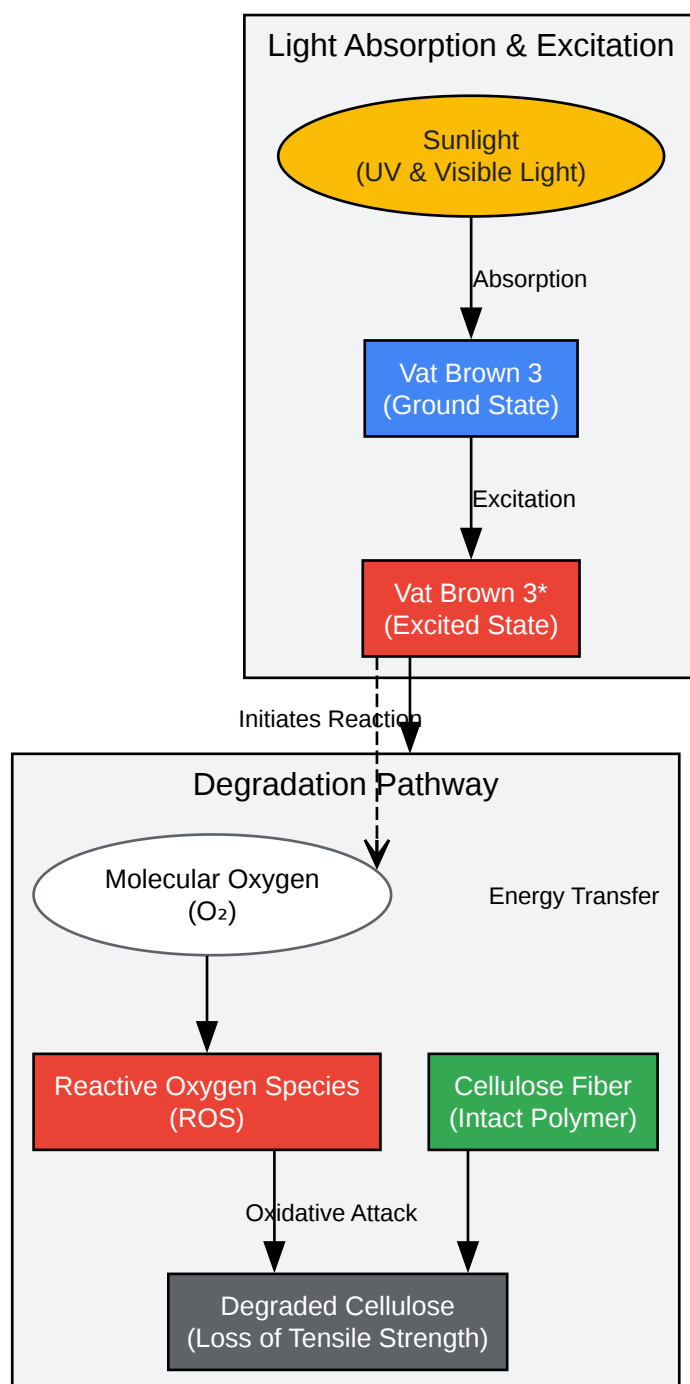 Light Absorption & Excitation
Sunlight
(UV & Visible Light)
Absorption
Vat Brown 3
(Ground State)
Excitation
Vat Brown 3*
(Excited State)
Initiates Reaction
Degradation Pathway
Molecular Oxygen
(O₂)
Energy Transfer
Reactive Oxygen Species
(ROS)
Cellulose Fiber
(Intact Polymer)
Oxidative Attack
Degraded Cellulose
(Loss of Tensile Strength)